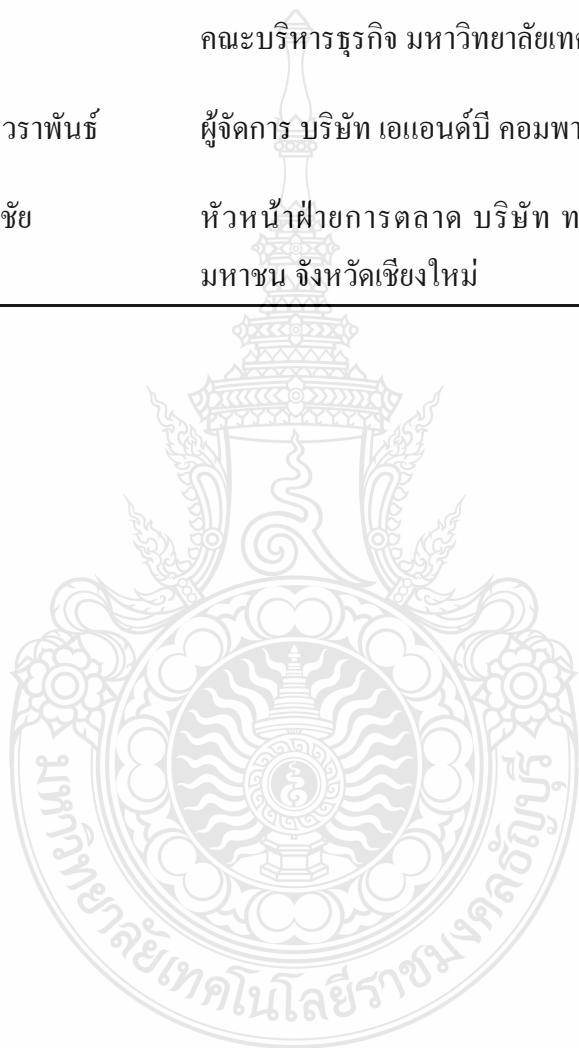 คณะบริหารธุรกิจ มหาวิทยาลัยเท
วราพันธ์ ผู้จัดการ บริษัท เอแอนด์บี คอมพา
ชัย หัวหน้าฝ่ายการตลาด บริษัท ท
มหาชน จังหวัดเชียงใหม่
มหาวิทยาลัยเทคโนโลยีราชมงคลธัญบุรี